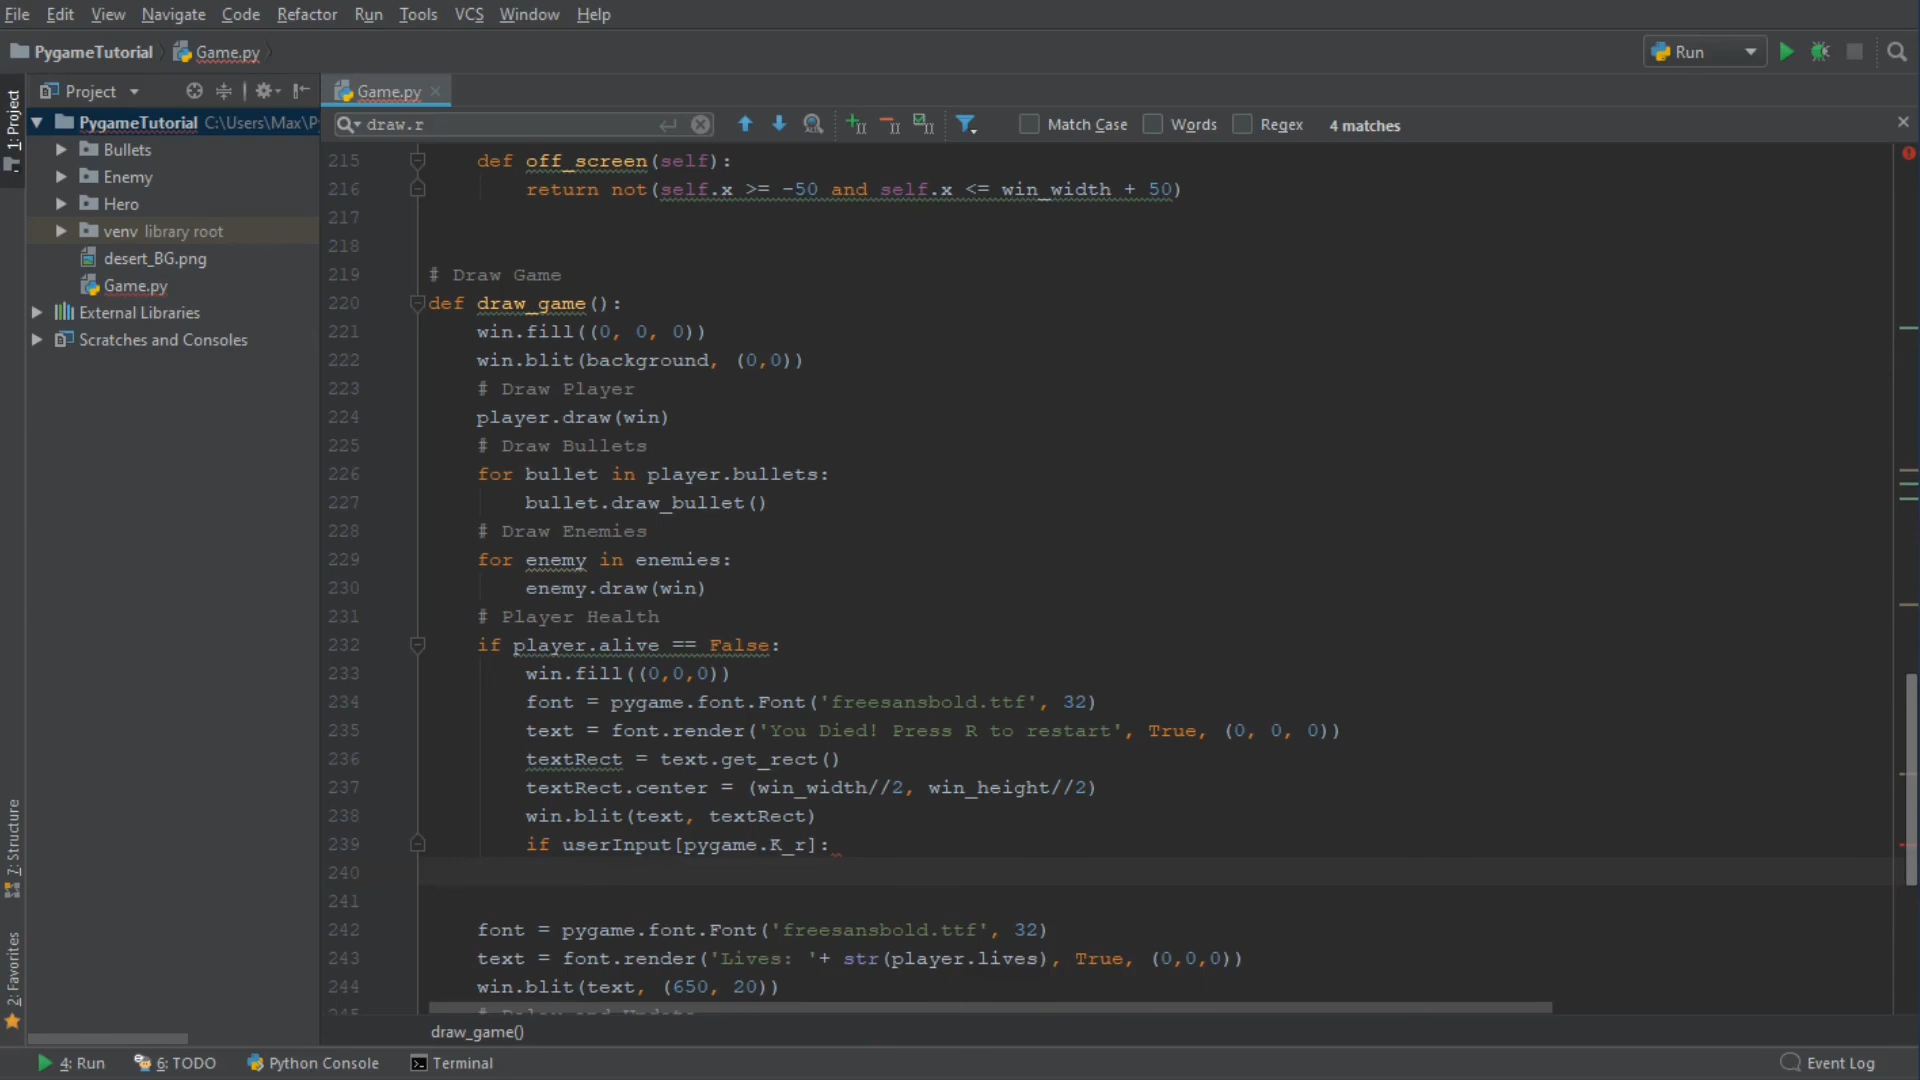 File Edit View Navigate Code Refactor Run Tools VCS Window Help
PygameTutorial Game.py Run
1: Project
Project
Game.py
PygameTutorial C:\Users\Max\P
Bullets
Enemy
Hero
venv library root
desert_BG.png
Game.py
External Libraries
Scratches and Consoles
draw.r Match Case Words Regex 4 matches
215 def off_screen(self):
216 return not(self.x >= -50 and self.x <= win_width + 50)
217
218
219 # Draw Game
220 def draw_game():
221 win.fill((0, 0, 0))
222 win.blit(background, (0,0))
223 # Draw Player
224 player.draw(win)
225 # Draw Bullets
226 for bullet in player.bullets:
227 bullet.draw_bullet()
228 # Draw Enemies
229 for enemy in enemies:
230 enemy.draw(win)
231 # Player Health
232 if player.alive == False:
233 win.fill((0,0,0))
234 font = pygame.font.Font('freesansbold.ttf', 32)
235 text = font.render('You Died! Press R to restart', True, (0, 0, 0))
236 textRect = text.get_rect()
237 textRect.center = (win_width//2, win_height//2)
238 win.blit(text, textRect)
239 if userInput[pygame.K_r]:
240
241
242 font = pygame.font.Font('freesansbold.ttf', 32)
243 text = font.render('Lives: '+ str(player.lives), True, (0,0,0))
244 win.blit(text, (650, 20))
245 # Delay and Update
draw_game()
7: Structure
2: Favorites
4: Run 6: TODO Python Console Terminal Event Log